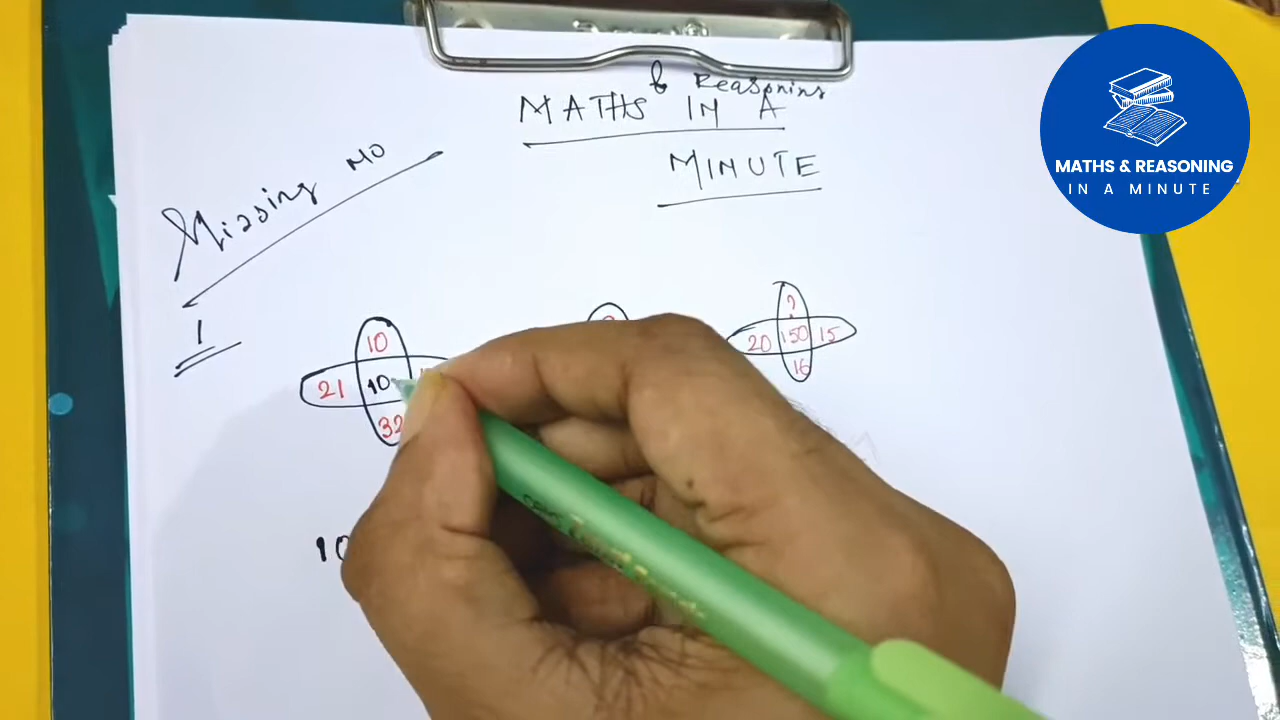 & Reasoning
MATHS IN A
MINUTE
MATHS & REASONING
IN A MINUTE
Missing NO
1
10
21 10
32
?
20 150 15
16
10